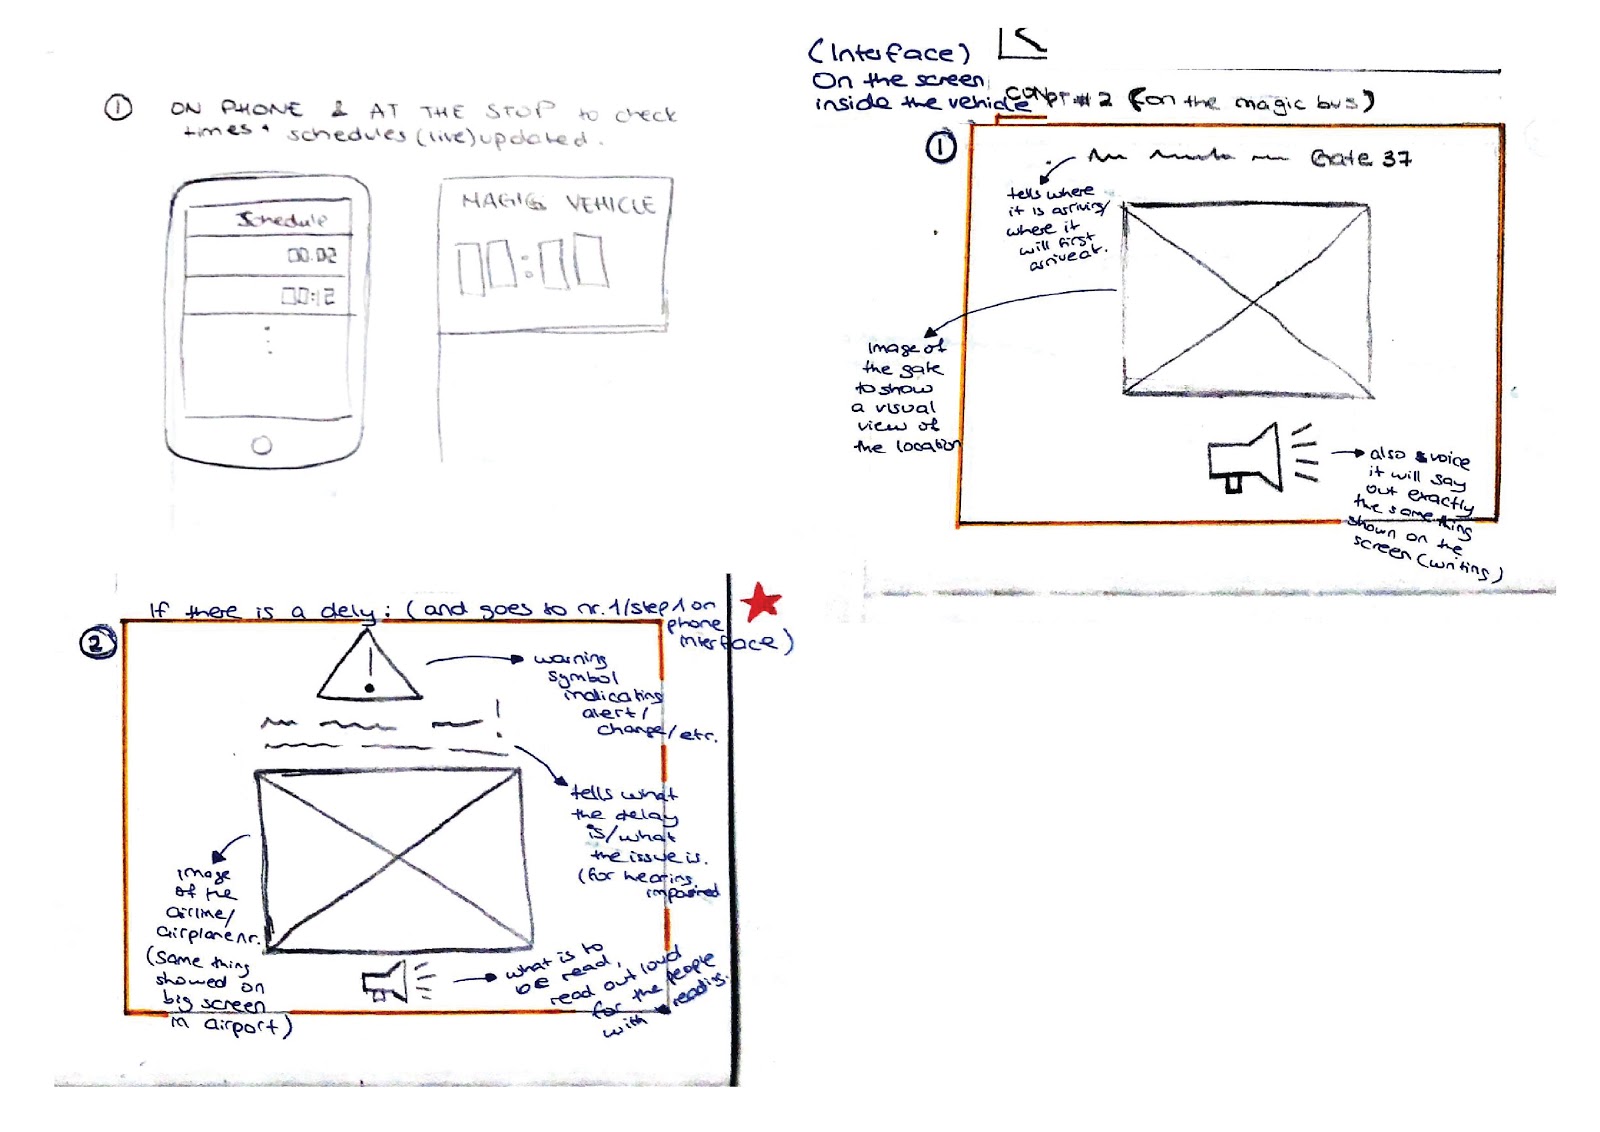 ① ON PHONE & AT THE STOP to check
times + schedules (live) updated.
Schedule
00:02
00:12
MAGIC VEHICLE
00:00
(Interface)
On the screen
inside the vehicle
#2 (on the magic bus)
①
Gate 37
tells where
it is arriving/
where it
will first
arrive at.
image of
the gate
to show
a visual
view of
the location
also voice
it will say
out exactly
the same thing
shown on the
screen (writing)
If there is a dely: (and goes to nr.1/step 1 on
phone
interface)
②
!
warning
symbol
indicating
alert/
change/etc.
!
tells what
the delay
is/what
the issue is.
(for hearing
impaired
image
of the
airline/
airplane nr.
(same thing
showed on
big screen
in airport)
what is to
be read,
read out loud
for the people
with reading.